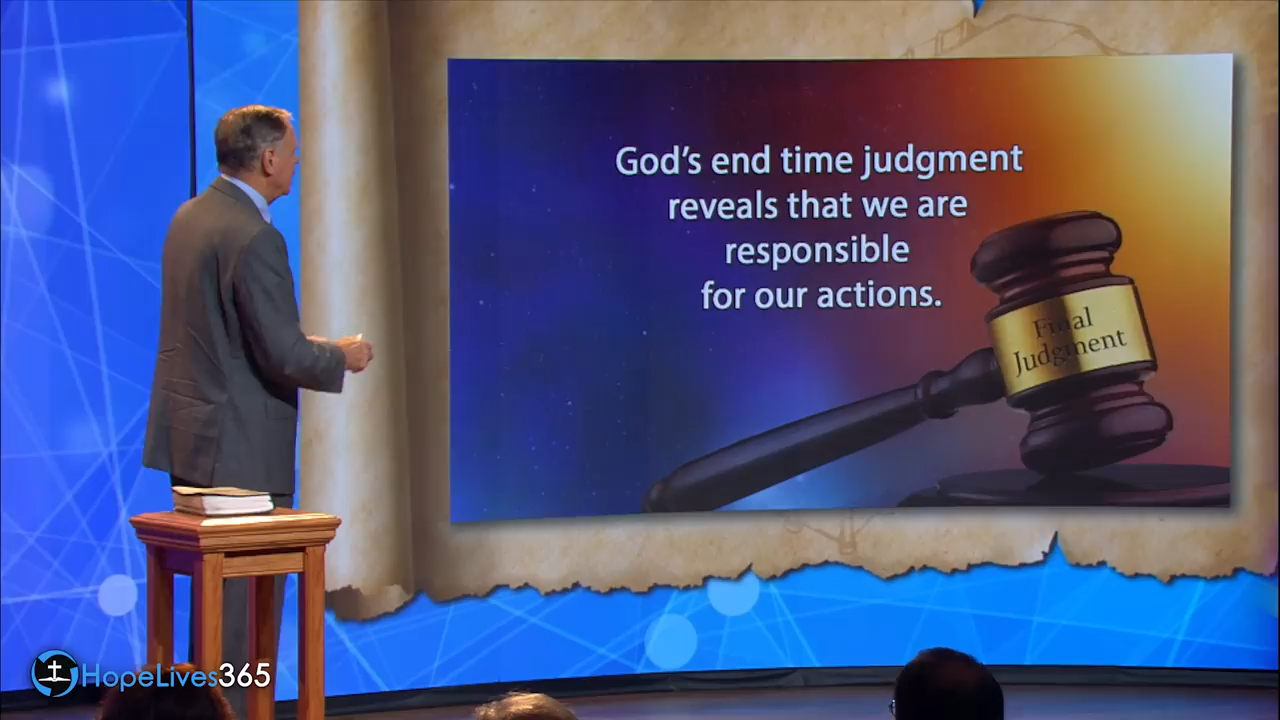 God's end time judgment
reveals that we are
responsible
for our actions.
Final
Judgment
HopeLives365